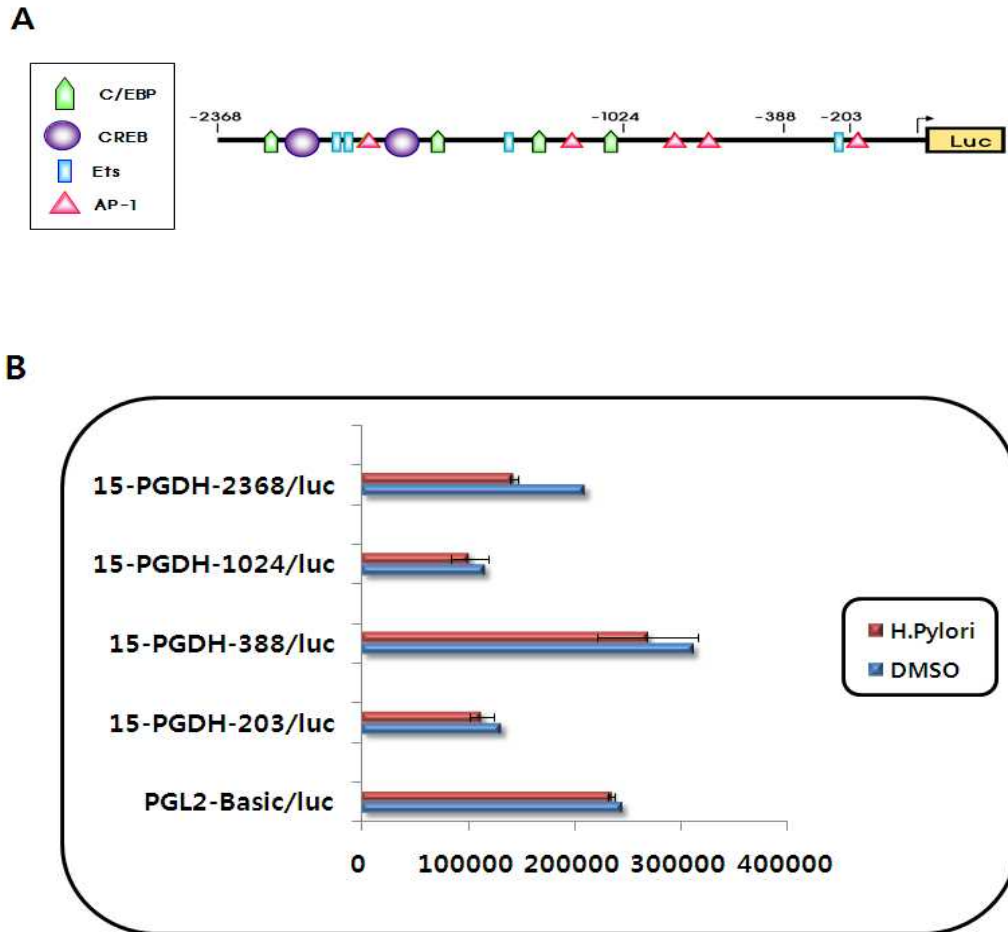 A
C/EBP
CREB
Ets
AP-1
-2368
-1024
-388
-203
Luc
B
15-PGDH-2368/luc
15-PGDH-1024/luc
15-PGDH-388/luc
15-PGDH-203/luc
PGL2-Basic/luc
H.Pylori
DMSO
0 100000 200000 300000 400000